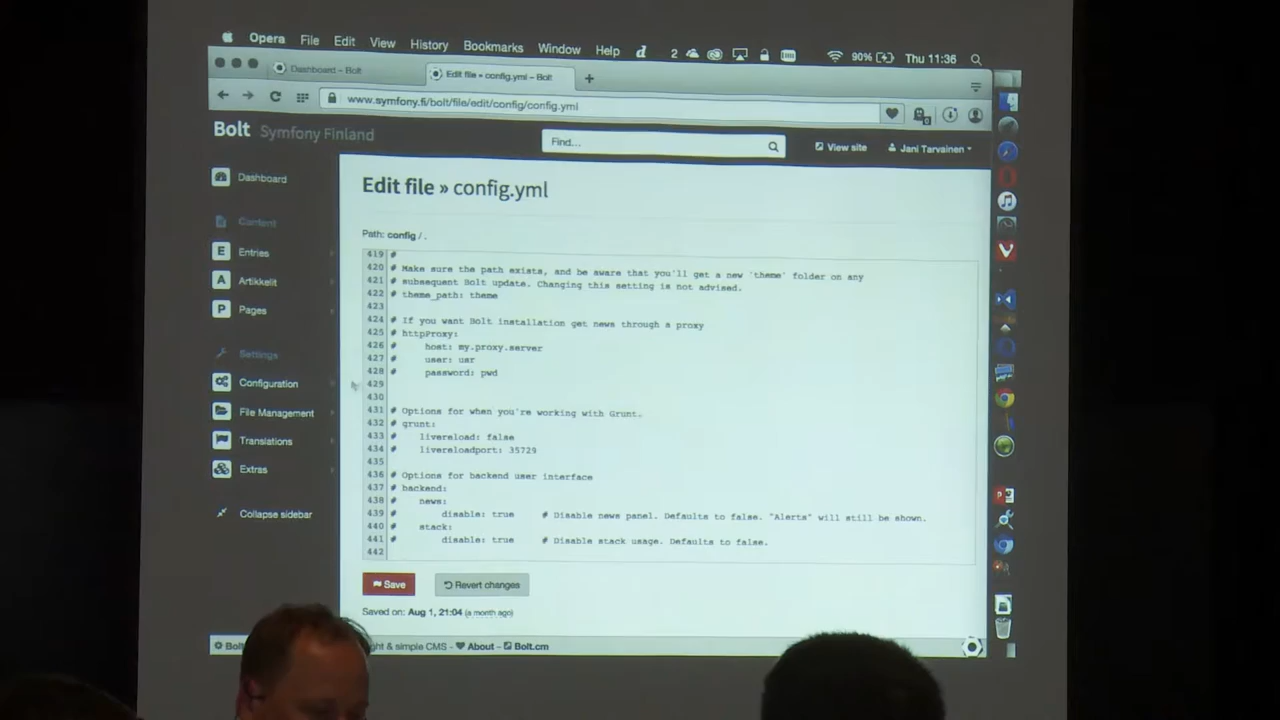 Opera File Edit View History Bookmarks Window Help d 2 90% Thu 11:36
Dashboard – Bolt
Edit file » config.yml – Bolt
www.symfony.fi/bolt/file/edit/config/config.yml
Bolt Symfony Finland
Find...
View site
Jani Tarvainen
Dashboard
Content
E Entries
A Artikkelit
P Pages
Settings
Configuration
File Management
Translations
Extras
Collapse sidebar
Edit file » config.yml
Path: config / .
419 #
420 # Make sure the path exists, and be aware that you'll get a new 'theme' folder on any
421 # subsequent Bolt update. Changing this setting is not advised.
422 # theme_path: theme
423
424 # If you want Bolt installation get news through a proxy
425 # httpProxy:
426 # host: my.proxy.server
427 # user: usr
428 # password: pwd
429
430
431 # Options for when you're working with Grunt.
432 # grunt:
433 # livereload: false
434 # livereloadport: 35729
435
436 # Options for backend user interface
437 # backend:
438 # news:
439 # disable: true # Disable news panel. Defaults to false. "Alerts" will still be shown.
440 # stack:
441 # disable: true # Disable stack usage. Defaults to false.
442
Save
Revert changes
Saved on: Aug 1, 21:04 (a month ago)
ght & simple CMS – About – Bolt.cm